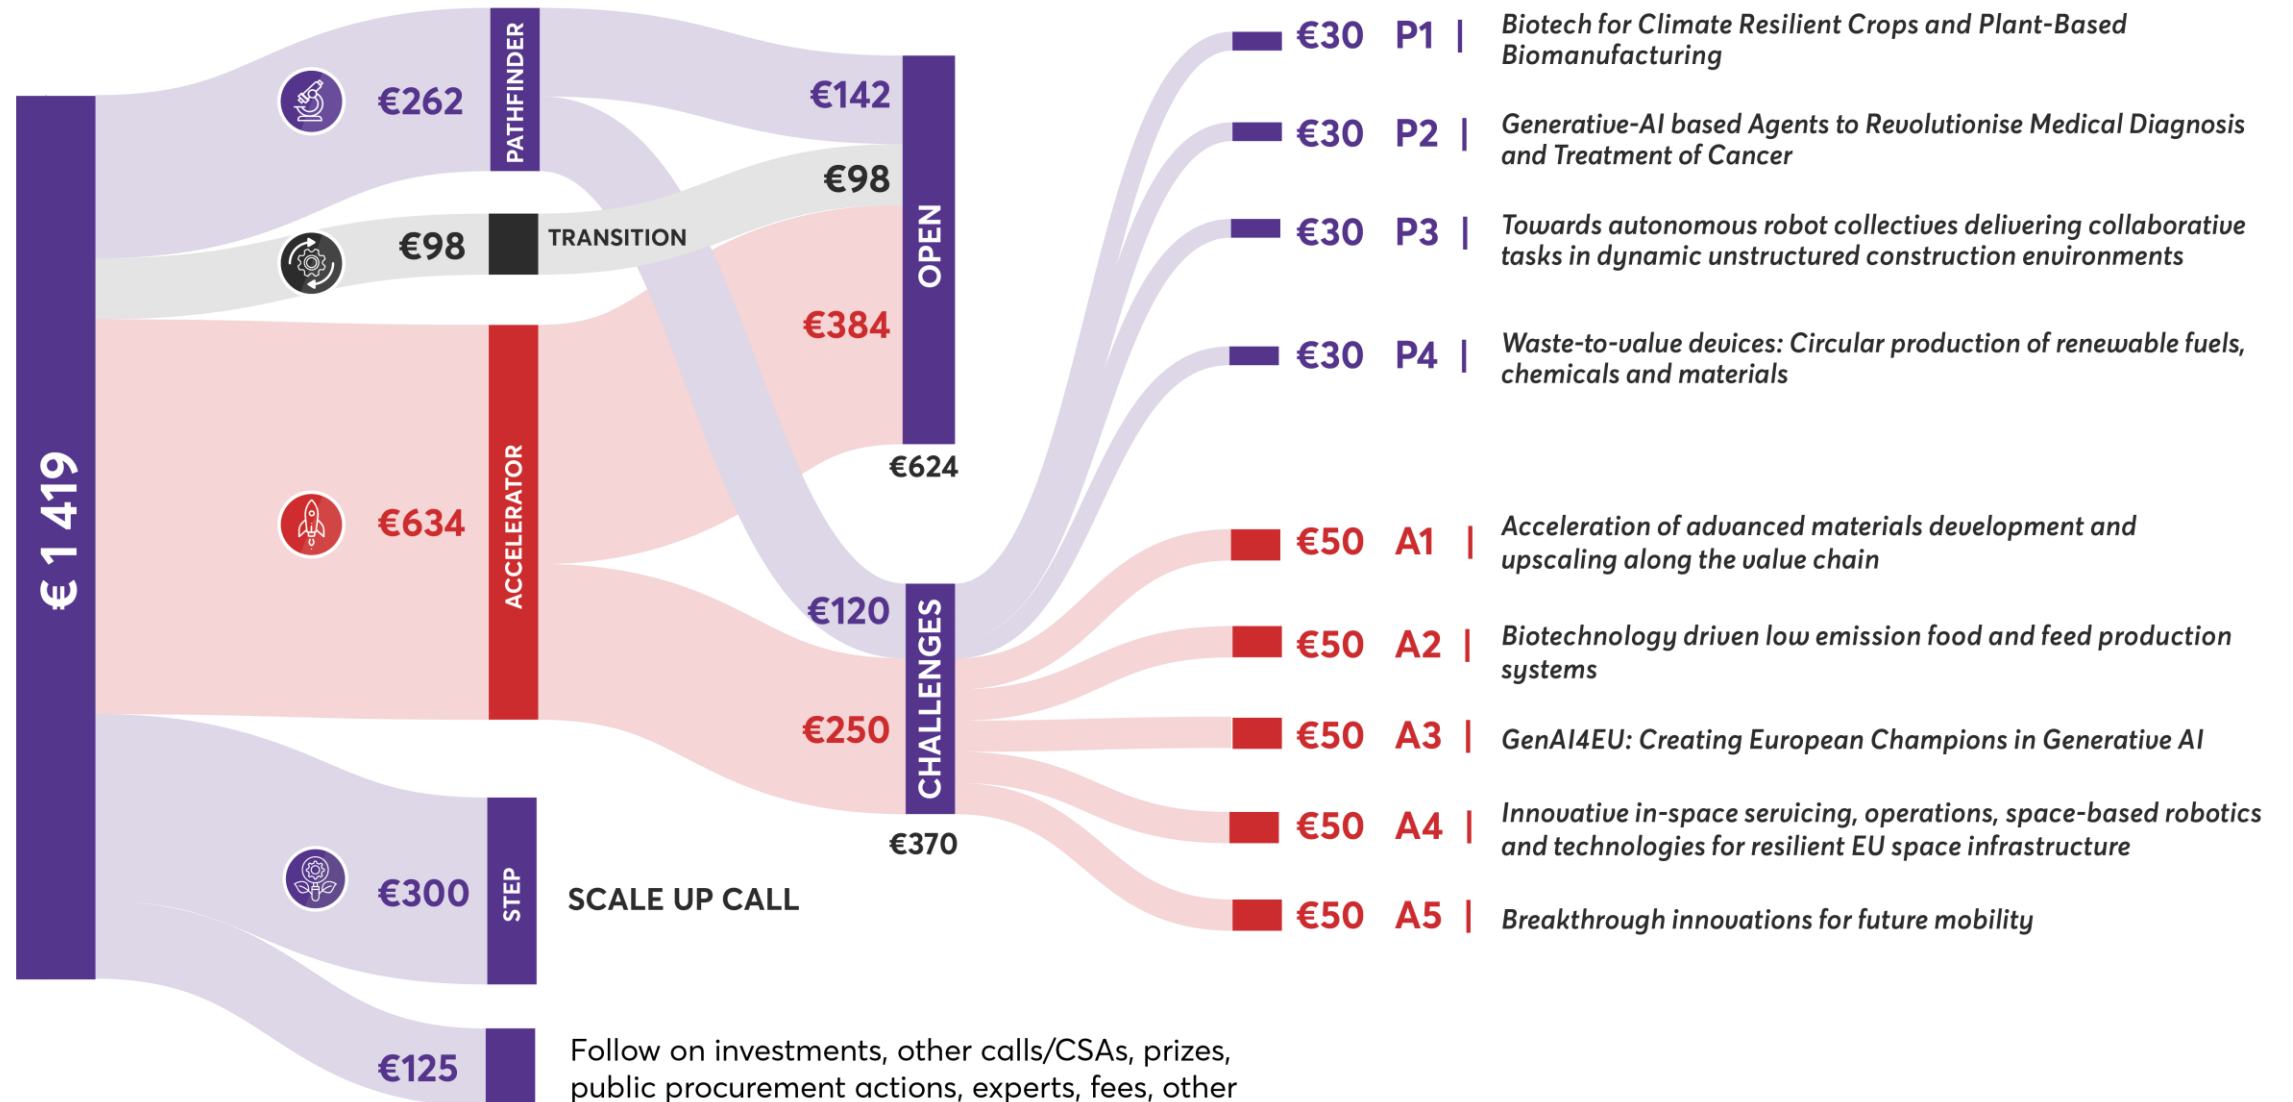 € 1 419
€262
PATHFINDER
€98
TRANSITION
€634
ACCELERATOR
€300
STEP
SCALE UP CALL
€125
Follow on investments, other calls/CSAs, prizes,
public procurement actions, experts, fees, other
€142
€98
€384
OPEN
€624
€120
€250
CHALLENGES
€370
€30 P1 | Biotech for Climate Resilient Crops and Plant-Based
Biomanufacturing
€30 P2 | Generative-AI based Agents to Revolutionise Medical Diagnosis
and Treatment of Cancer
€30 P3 | Towards autonomous robot collectives delivering collaborative
tasks in dynamic unstructured construction environments
€30 P4 | Waste-to-value devices: Circular production of renewable fuels,
chemicals and materials
€50 A1 | Acceleration of advanced materials development and
upscaling along the value chain
€50 A2 | Biotechnology driven low emission food and feed production
systems
€50 A3 | GenAI4EU: Creating European Champions in Generative AI
€50 A4 | Innovative in-space servicing, operations, space-based robotics
and technologies for resilient EU space infrastructure
€50 A5 | Breakthrough innovations for future mobility